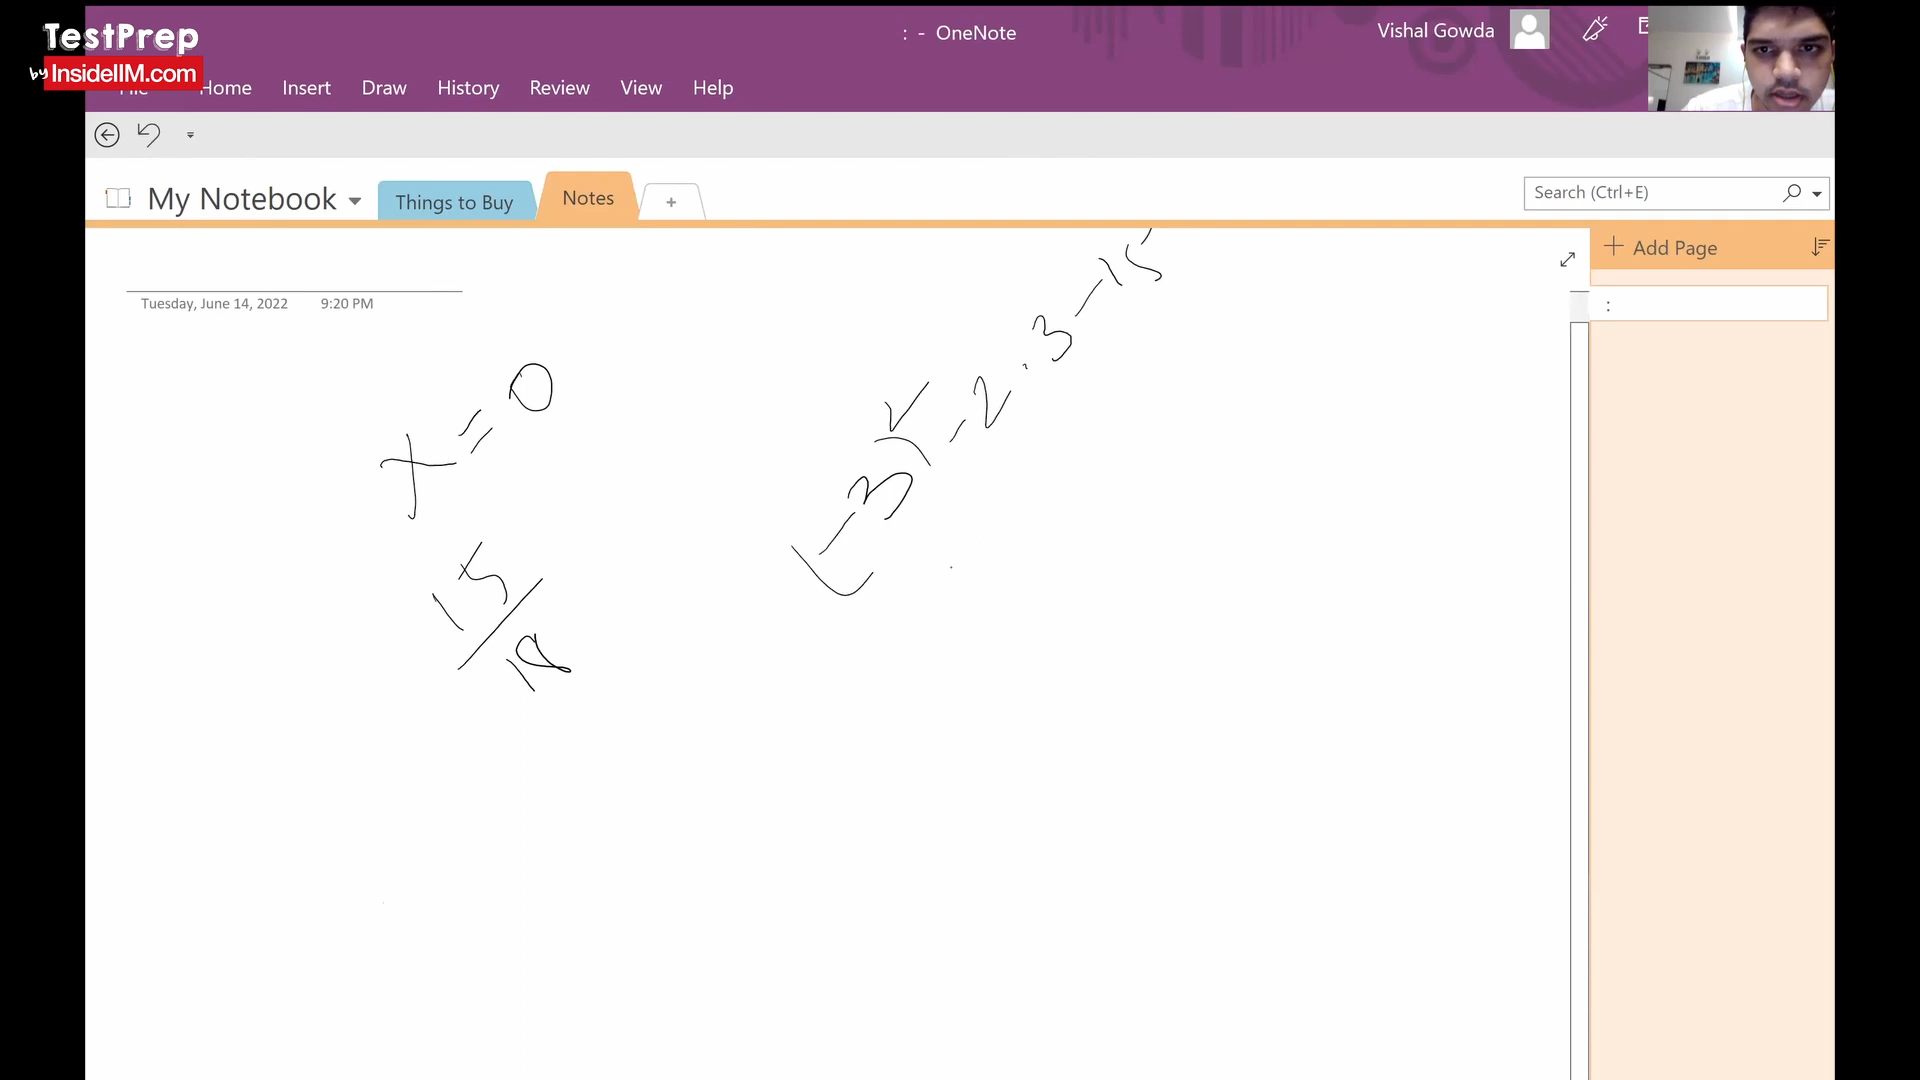 TestPrep
by InsideIIM.com
: - OneNote
Vishal Gowda
File Home Insert Draw History Review View Help
My Notebook
Things to Buy
Notes
+
Search (Ctrl+E)
+ Add Page
:
Tuesday, June 14, 2022 9:20 PM
x = 0
15/18
(-3)² - 2 . 3 - 15